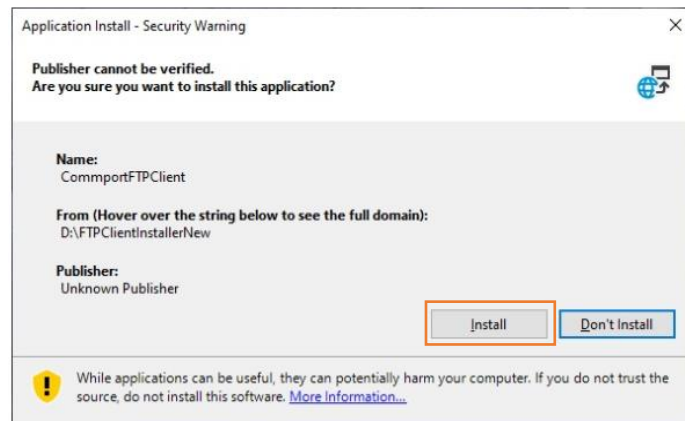 Application Install - Security Warning
Publisher cannot be verified.
Are you sure you want to install this application?
Name:
CommportFTPClient
From (Hover over the string below to see the full domain):
D:\FTPClientInstallerNew
Publisher:
Unknown Publisher
Install
Don't Install
While applications can be useful, they can potentially harm your computer. If you do not trust the
source, do not install this software. More Information...